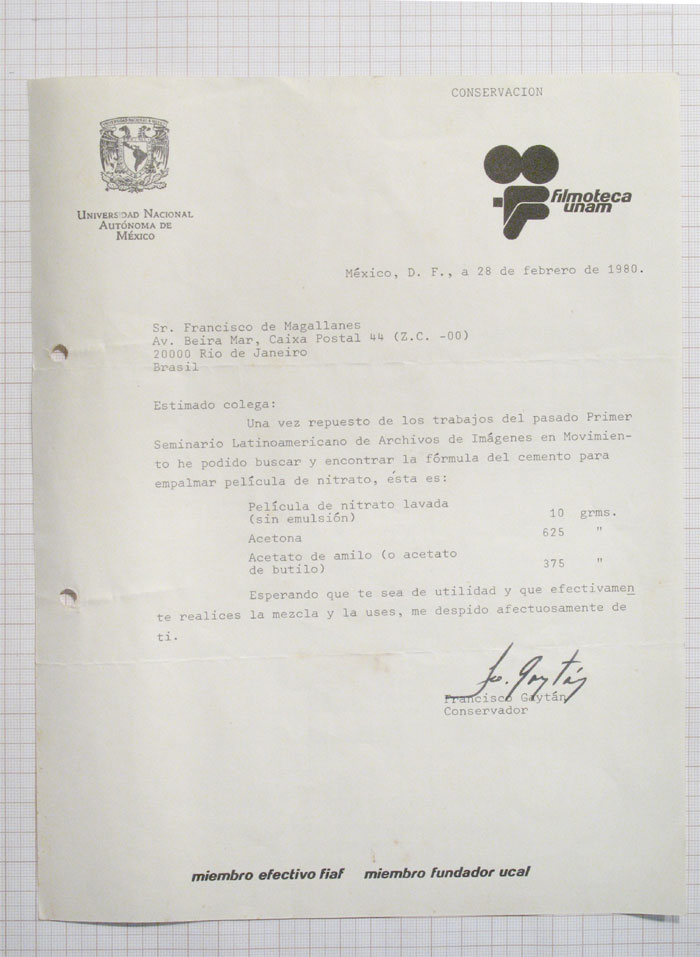 CONSERVACION
UNIVERSIDAD NACIONAL
AUTÓNOMA DE
MÉXICO
filmoteca
unam
México, D. F., a 28 de febrero de 1980.
Sr. Francisco de Magallanes
Av. Beira Mar, Caixa Postal 44 (Z.C. -00)
20000 Rio de Janeiro
Brasil
Estimado colega:
Una vez repuesto de los trabajos del pasado Primer
Seminario Latinoamericano de Archivos de Imágenes en Movimien-
to he podido buscar y encontrar la fórmula del cemento para
empalmar película de nitrato, ésta es:
Película de nitrato lavada
(sin emulsión) 10 grms.
Acetona 625 "
Acetato de amilo (o acetato
de butilo) 375 "
Esperando que te sea de utilidad y que efectivamen
te realices la mezcla y la uses, me despido afectuosamente de
ti.
Fco. Gaytán
Francisco Gaytán
Conservador
miembro efectivo fiaf miembro fundador ucal